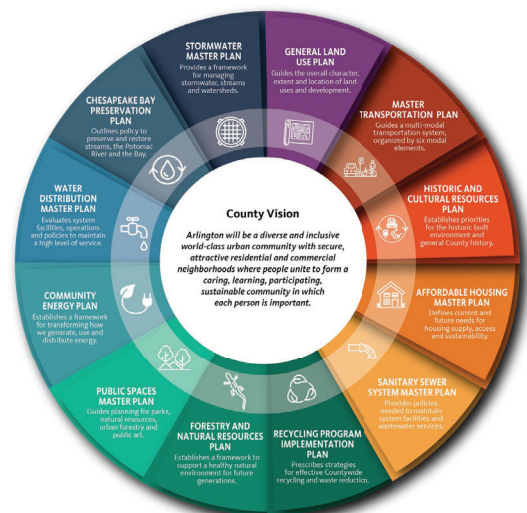 STORMWATER
MASTER PLAN
Provides a framework
for managing
stormwater, streams
and watersheds.
GENERAL LAND
USE PLAN
Guides the overall character,
extent and location of land
uses and development.
MASTER
TRANSPORTATION PLAN
Guides a multi-modal
transportation system,
organized by six modal
elements.
HISTORIC AND
CULTURAL RESOURCES
PLAN
Establishes priorities
for the historic built
environment and
general County history.
AFFORDABLE HOUSING
MASTER PLAN
Defines current and
future needs for
housing supply, access
and sustainability.
SANITARY SEWER
SYSTEM MASTER PLAN
Provides policies
needed to maintain
system facilities and
wastewater services.
RECYCLING PROGRAM
IMPLEMENTATION
PLAN
Prescribes strategies
for effective Countywide
recycling and waste reduction.
FORESTRY AND
NATURAL RESOURCES
PLAN
Establishes a framework to
support a healthy natural
environment for future
generations.
PUBLIC SPACES
MASTER PLAN
Guides planning for parks,
natural resources,
urban forestry and
public art.
COMMUNITY
ENERGY PLAN
Establishes a framework
for transforming how
we generate, use and
distribute energy.
WATER
DISTRIBUTION
MASTER PLAN
Evaluates system
facilities, operations
and policies to maintain
a high level of service.
CHESAPEAKE BAY
PRESERVATION
PLAN
Outlines policy to
preserve and restore
streams, the Potomac
River and the Bay.
County Vision
Arlington will be a diverse and inclusive
world-class urban community with secure,
attractive residential and commercial
neighborhoods where people unite to form a
caring, learning, participating,
sustainable community in which
each person is important.